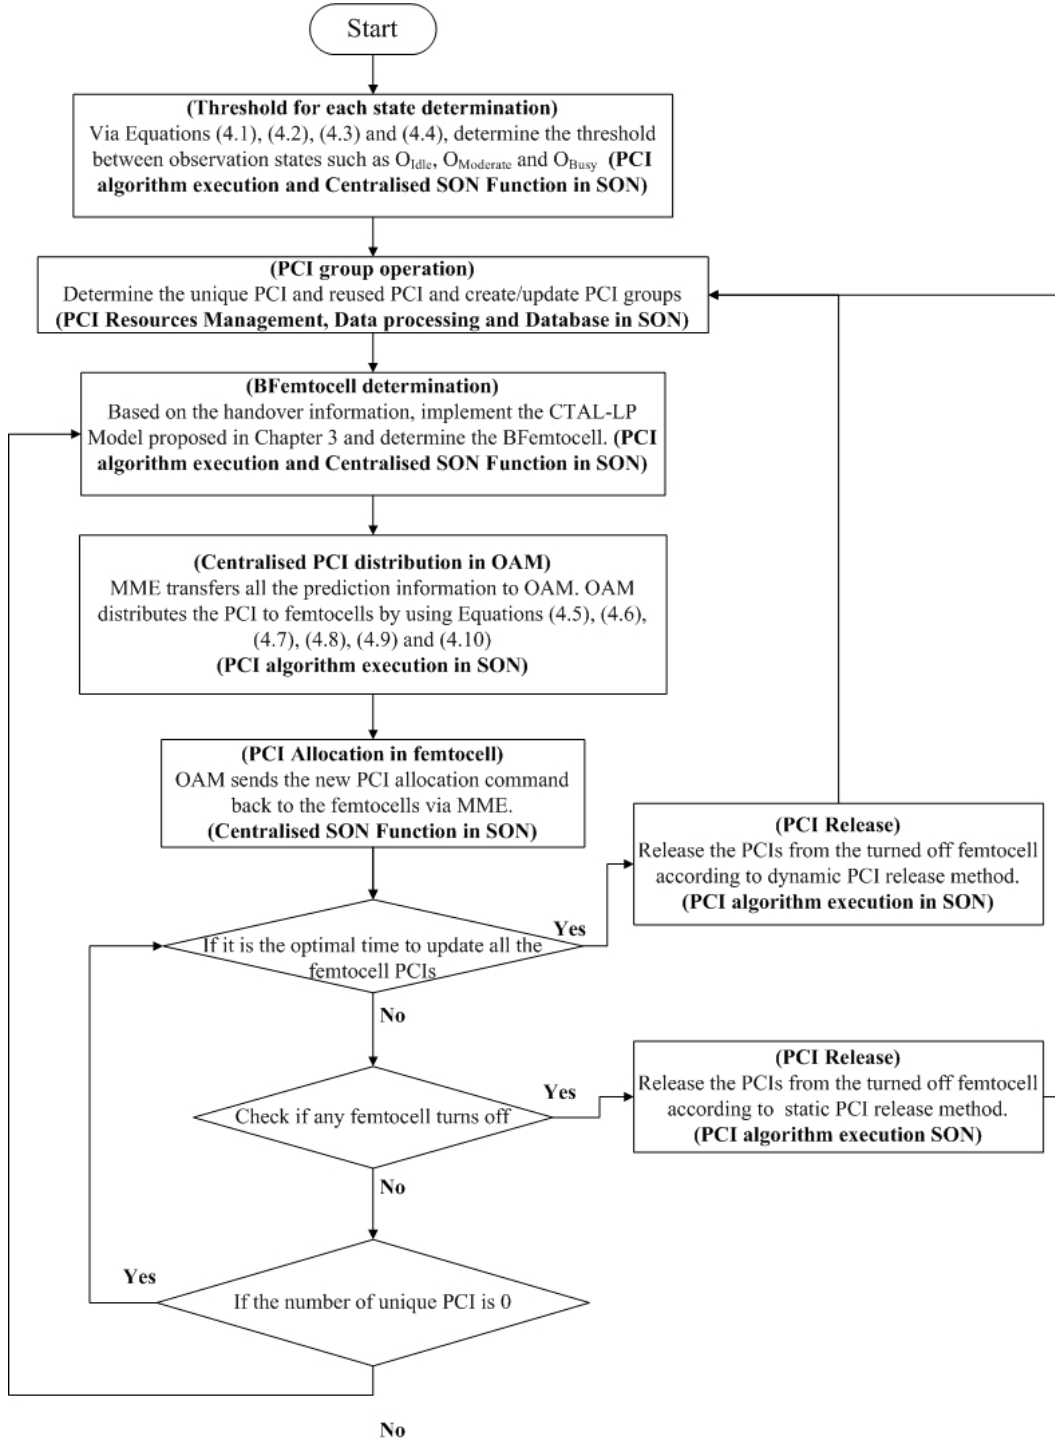 Start
(Threshold for each state determination)
Via Equations (4.1), (4.2), (4.3) and (4.4), determine the threshold
between observation states such as O_Idle, O_Moderate and O_Busy (PCI
algorithm execution and Centralised SON Function in SON)
(PCI group operation)
Determine the unique PCI and reused PCI and create/update PCI groups
(PCI Resources Management, Data processing and Database in SON)
(BFemtocell determination)
Based on the handover information, implement the CTAL-LP
Model proposed in Chapter 3 and determine the BFemtocell. (PCI
algorithm execution and Centralised SON Function in SON)
(Centralised PCI distribution in OAM)
MME transfers all the prediction information to OAM. OAM
distributes the PCI to femtocells by using Equations (4.5), (4.6),
(4.7), (4.8), (4.9) and (4.10)
(PCI algorithm execution in SON)
(PCI Allocation in femtocell)
OAM sends the new PCI allocation command
back to the femtocells via MME.
(Centralised SON Function in SON)
(PCI Release)
Release the PCIs from the turned off femtocell
according to dynamic PCI release method.
(PCI algorithm execution in SON)
Yes
If it is the optimal time to update all the
femtocell PCIs
No
(PCI Release)
Release the PCIs from the turned off femtocell
according to static PCI release method.
(PCI algorithm execution SON)
Yes
Check if any femtocell turns off
No
Yes
If the number of unique PCI is 0
No